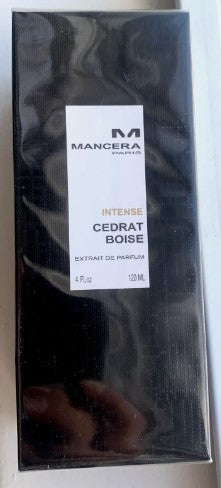 M
MANCERA
PARIS
INTENSE
CEDRAT
BOISE
EXTRAIT DE PARFUM
4 FL.oz 120 ML